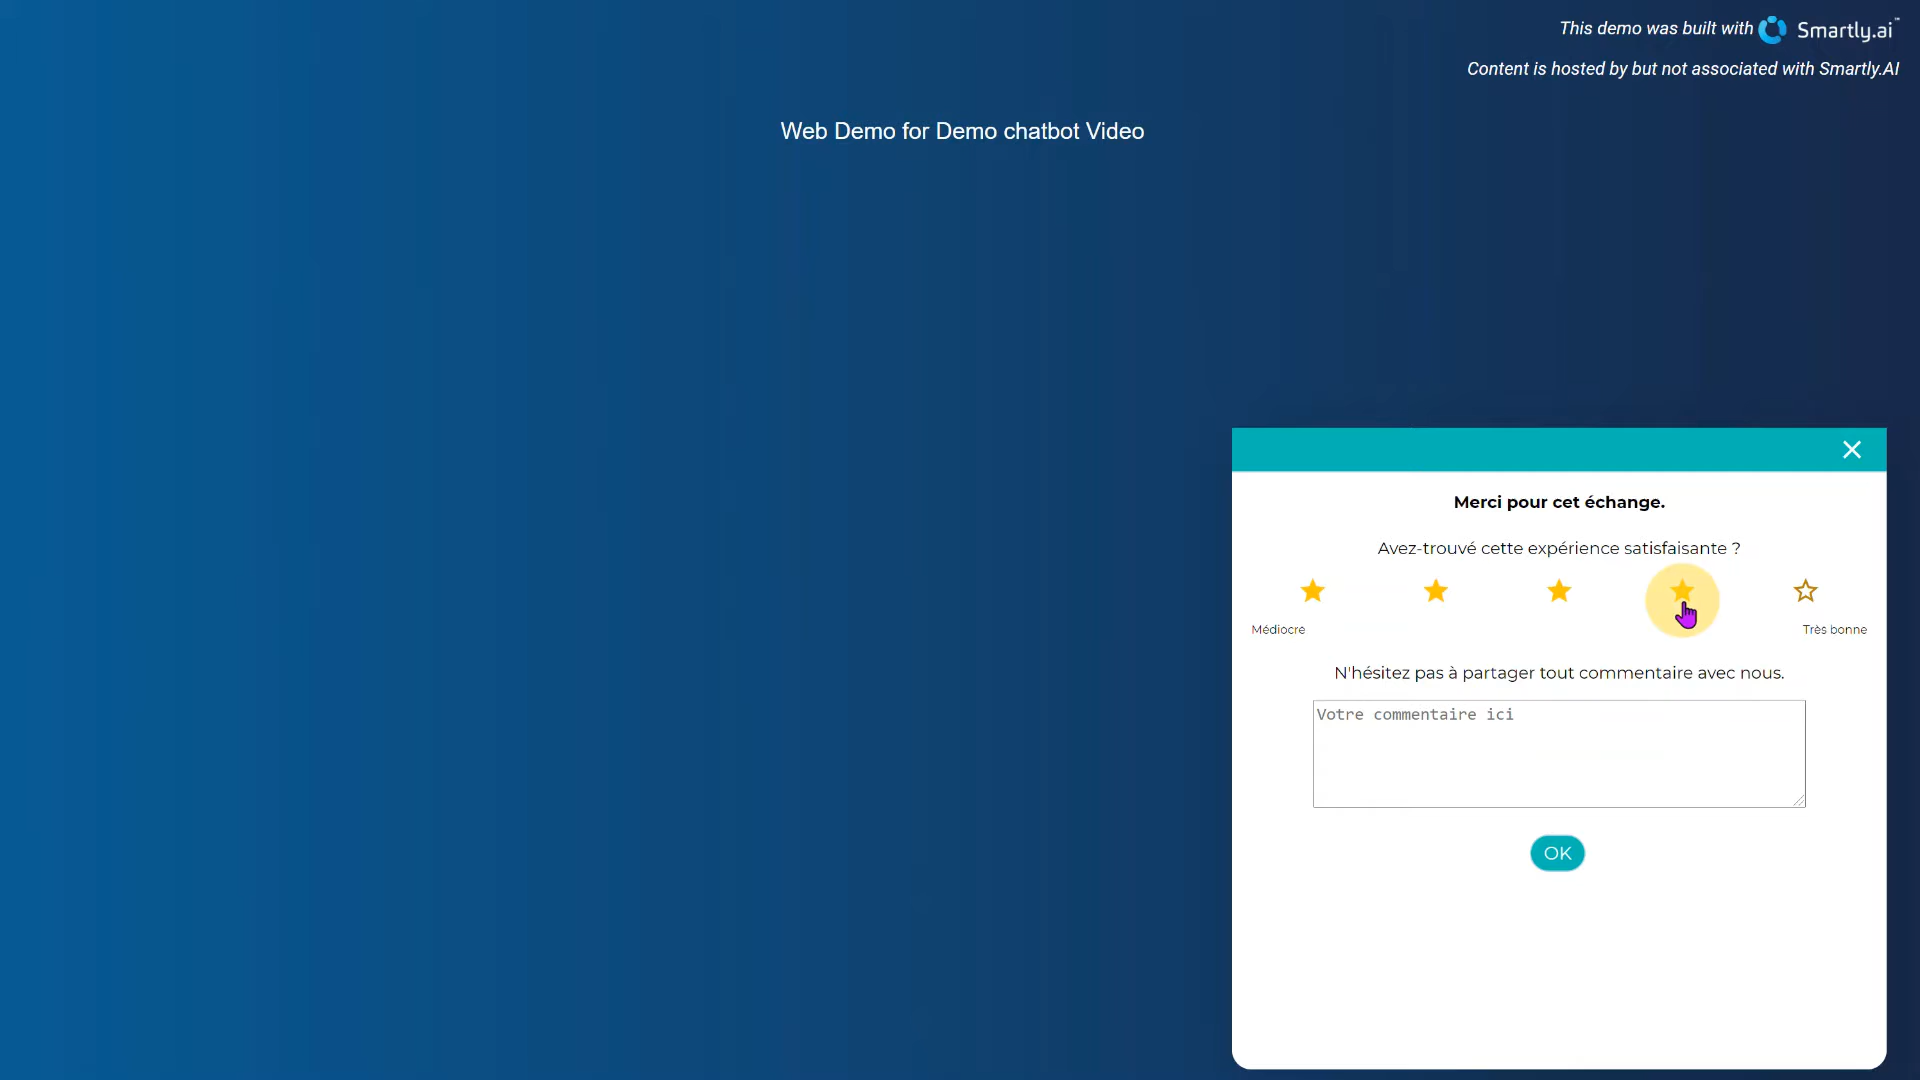 This demo was built with Smartly.ai™
Content is hosted by but not associated with Smartly.AI
Web Demo for Demo chatbot Video
Merci pour cet échange.
Avez-trouvé cette expérience satisfaisante ?
Médiocre
Très bonne
N'hésitez pas à partager tout commentaire avec nous.
Votre commentaire ici
OK